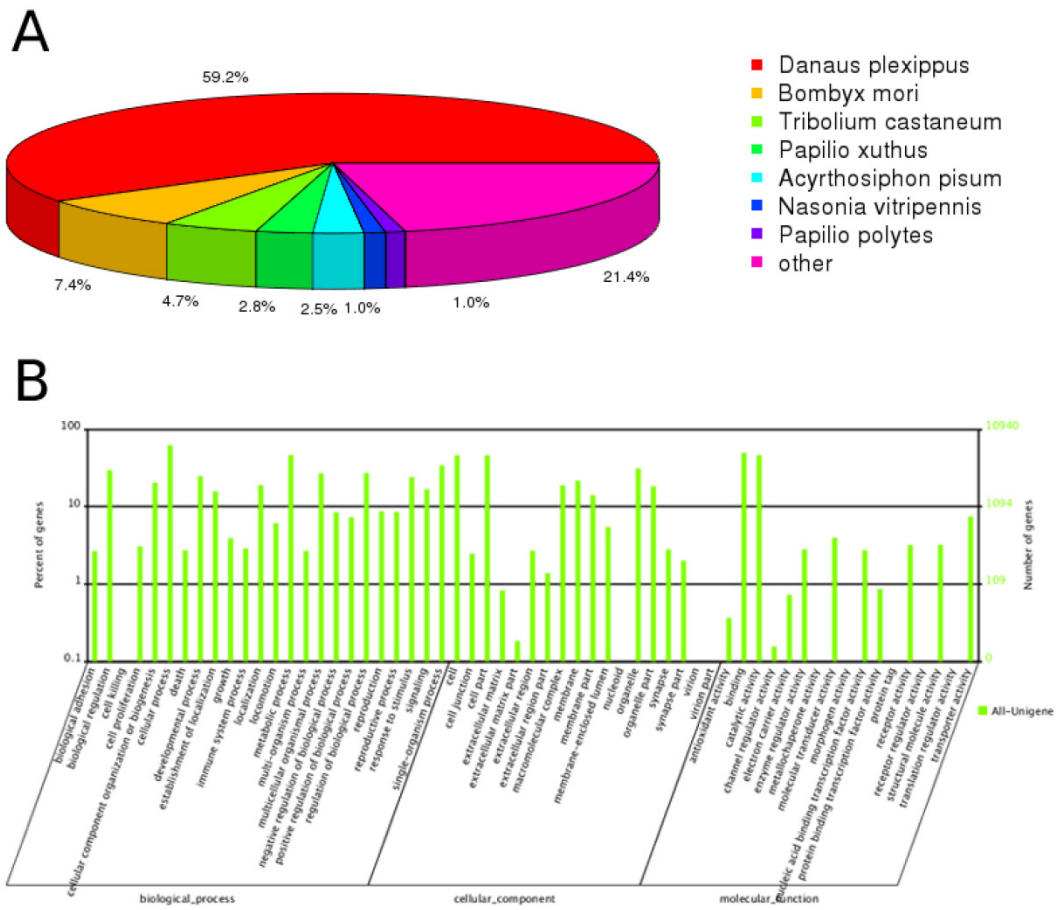 A
59.2%
Danaus plexippus
Bombyx mori
Tribolium castaneum
Papilio xuthus
Acyrthosiphon pisum
Nasonia vitripennis
Papilio polytes
other
7.4%
4.7%
2.8%
2.5%
1.0%
1.0%
21.4%
B
Percent of genes
100
10
1
0.1
10940
1094
109
0
Number of genes
All-Unigene
biological adhesion
biological regulation
cell killing
cell proliferation
cellular component organization or biogenesis
cellular process
death
developmental process
establishment of localization
growth
immune system process
localization
locomotion
metabolic process
multi-organism process
multicellular organismal process
negative regulation of biological process
positive regulation of biological process
regulation of biological process
reproduction
reproductive process
response to stimulus
signaling
single-organism process
cell
cell junction
cell part
extracellular matrix
extracellular matrix part
extracellular region
extracellular region part
macromolecular complex
membrane
membrane part
membrane-enclosed lumen
nucleoid
organelle
organelle part
synapse
synapse part
virion
virion part
antioxidant activity
binding
catalytic activity
channel regulator activity
electron carrier activity
enzyme regulator activity
metallochaperone activity
molecular transducer activity
morphogen activity
nucleic acid binding transcription factor activity
protein binding transcription factor activity
protein tag
receptor activity
receptor regulator activity
structural molecule activity
translation regulator activity
transporter activity
biological_process
cellular_component
molecular_function